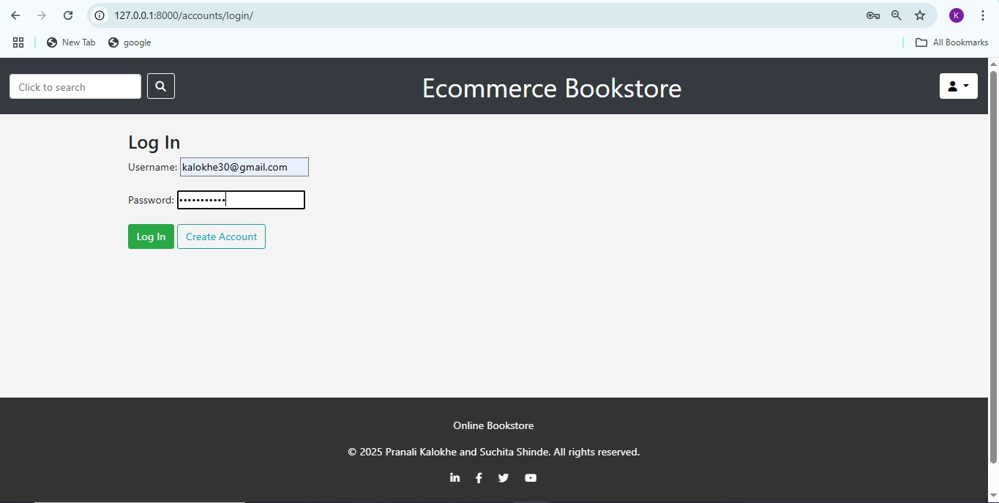 127.0.0.1:8000/accounts/login/
K
New Tab
google
All Bookmarks
Click to search
Ecommerce Bookstore
Log In
Username: kalokhe30@gmail.com
Password: •••••••••••
Log In Create Account
Online Bookstore
© 2025 Pranali Kalokhe and Suchita Shinde. All rights reserved.